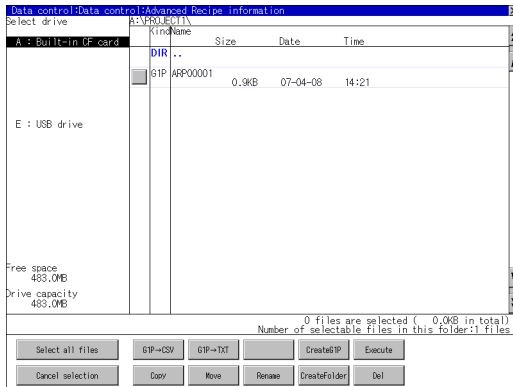 Data control:Data control:Advanced Recipe information
Select drive
A:\PROJECT1\
Kind Name
Size Date Time
A : Built-in CF card
DIR ..
G1P ARP00001
0.9KB 07-04-08 14:21
E : USB drive
Free space
483.0MB
Drive capacity
483.0MB
0 files are selected ( 0.0KB in total)
Number of selectable files in this folder:1 files
Select all files G1P→CSV G1P→TXT CreateG1P Execute
Cancel selection Copy Move Rename CreateFolder Del